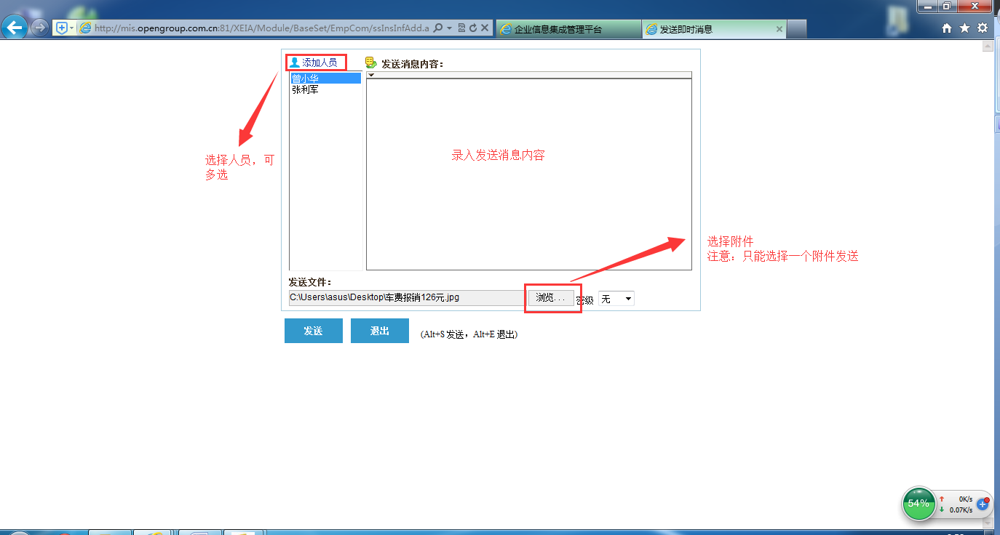 http://mis.opengroup.com.cn:81/XEIA/Module/BaseSet/EmpCom/ssInsInfAdd.a
企业信息集成管理平台
发送即时消息
添加人员
发送消息内容：
曾小华
张利军
选择人员，可
多选
录入发送消息内容
选择附件
注意：只能选择一个附件发送
发送文件：
C:\Users\asus\Desktop\车费报销126元.jpg
浏览...
密级
无
发送
退出
(Alt+S 发送，Alt+E 退出)
54%
0K/s
0.07K/s